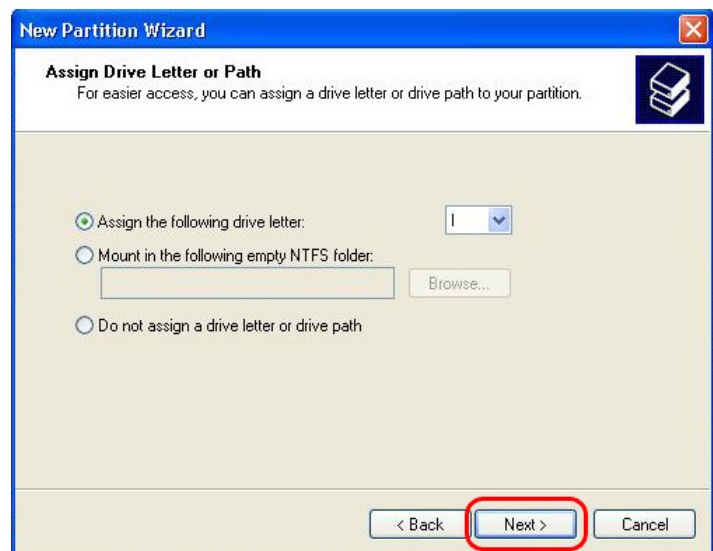 New Partition Wizard
Assign Drive Letter or Path
For easier access, you can assign a drive letter or drive path to your partition.
Assign the following drive letter: I
Mount in the following empty NTFS folder:
Browse...
Do not assign a drive letter or drive path
< Back Next > Cancel